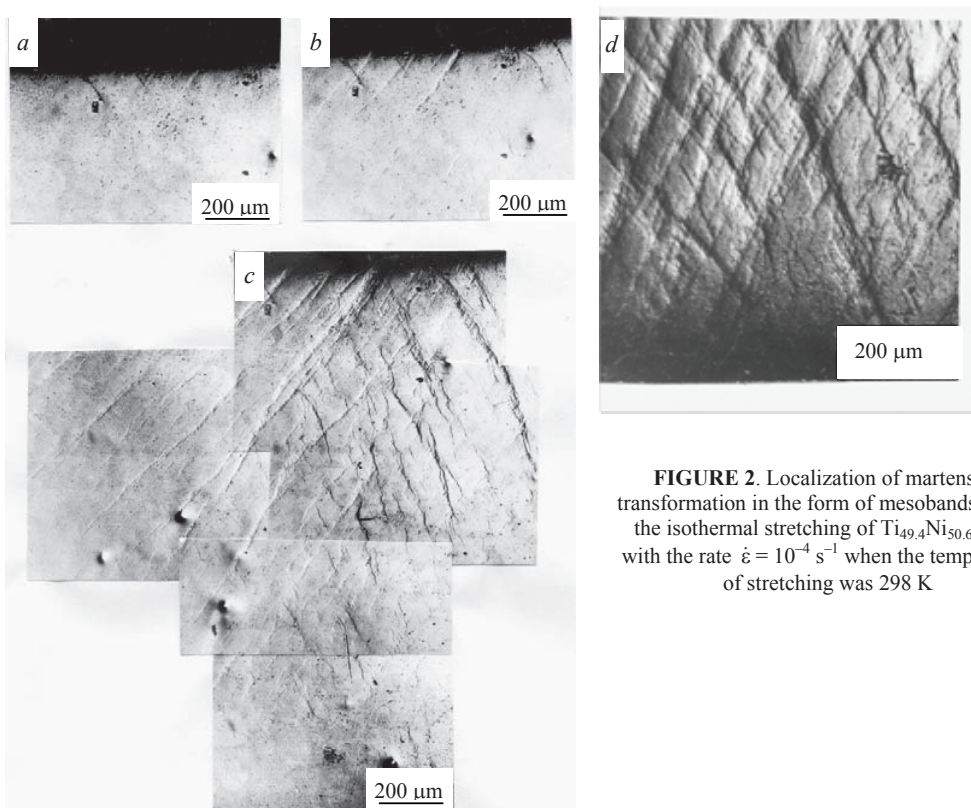 a
b
d
200 μm
200 μm
c
200 μm
200 μm
FIGURE 2. Localization of martens
transformation in the form of mesobands
the isothermal stretching of Ti49.4Ni50.6
with the rate ε̇ = 10⁻⁴ s⁻¹ when the temp
of stretching was 298 K